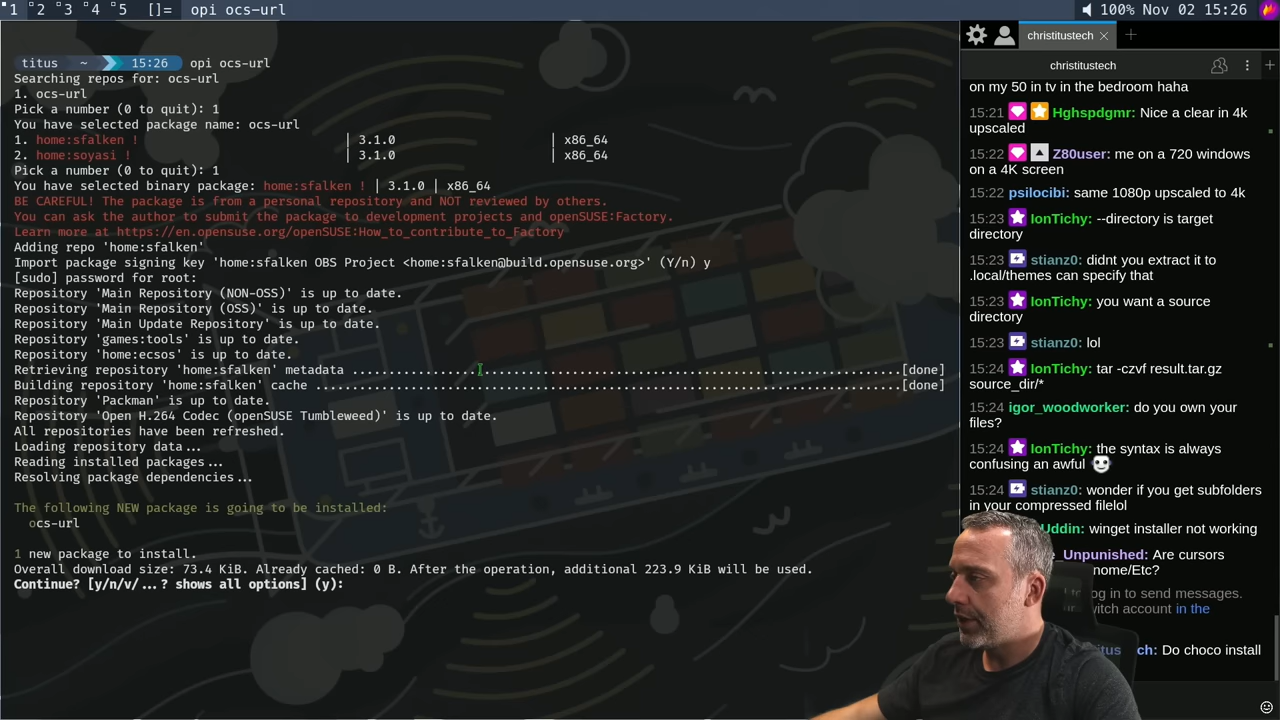 1 2 3 4 5 []= opi ocs-url
100% Nov 02 15:26
titus ~ 15:26 opi ocs-url
Searching repos for: ocs-url
1. ocs-url
Pick a number (0 to quit): 1
You have selected package name: ocs-url
1. home:sfalken ! | 3.1.0 | x86_64
2. home:soyasi ! | 3.1.0 | x86_64
Pick a number (0 to quit): 1
You have selected binary package: home:sfalken ! | 3.1.0 | x86_64
BE CAREFUL! The package is from a personal repository and NOT reviewed by others.
You can ask the author to submit the package to development projects and openSUSE:Factory.
Learn more at https://en.opensuse.org/openSUSE:How_to_contribute_to_Factory
Adding repo 'home:sfalken'
Import package signing key 'home:sfalken OBS Project <home:sfalken@build.opensuse.org>' (Y/n) y
[sudo] password for root:
Repository 'Main Repository (NON-OSS)' is up to date.
Repository 'Main Repository (OSS)' is up to date.
Repository 'Main Update Repository' is up to date.
Repository 'games:tools' is up to date.
Repository 'home:ecsos' is up to date.
Retrieving repository 'home:sfalken' metadata ............................................................................[done]
Building repository 'home:sfalken' cache .................................................................................[done]
Repository 'Packman' is up to date.
Repository 'Open H.264 Codec (openSUSE Tumbleweed)' is up to date.
All repositories have been refreshed.
Loading repository data...
Reading installed packages...
Resolving package dependencies...
The following NEW package is going to be installed:
ocs-url
1 new package to install.
Overall download size: 73.4 KiB. Already cached: 0 B. After the operation, additional 223.9 KiB will be used.
Continue? [y/n/v/...? shows all options] (y):
christitustech
christitustech
on my 50 in tv in the bedroom haha
15:21 Hghspdgmr: Nice a clear in 4k
upscaled
15:22 Z80user: me on a 720 windows
on a 4K screen
15:22 psilocibi: same 1080p upscaled to 4k
15:23 IonTichy: --directory is target
directory
15:23 stianz0: didnt you extract it to
.local/themes can specify that
15:23 IonTichy: you want a source
directory
15:23 stianz0: lol
15:24 IonTichy: tar -czvf result.tar.gz
source_dir/*
15:24 igor_woodworker: do you own your
files?
15:24 IonTichy: the syntax is always
confusing an awful
15:24 stianz0: wonder if you get subfolders
in your compressed filelol
Uddin: winget installer not working
_Unpunished: Are cursors
nome/Etc?
to log in to send messages.
witch account in the
ch: Do choco install